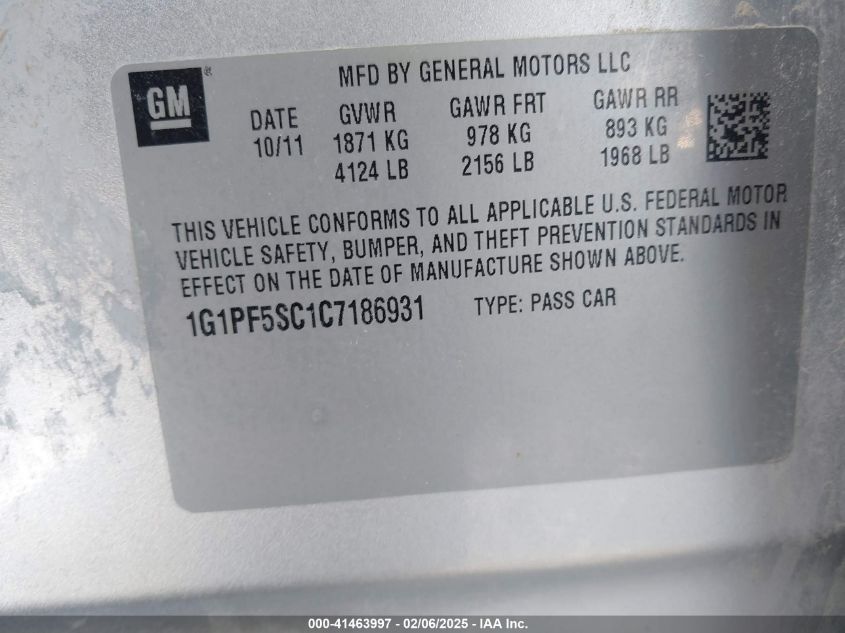 GM®
MFD BY GENERAL MOTORS LLC
DATE GVWR GAWR FRT GAWR RR
10/11 1871 KG 978 KG 893 KG
4124 LB 2156 LB 1968 LB
THIS VEHICLE CONFORMS TO ALL APPLICABLE U.S. FEDERAL MOTOR
VEHICLE SAFETY, BUMPER, AND THEFT PREVENTION STANDARDS IN
EFFECT ON THE DATE OF MANUFACTURE SHOWN ABOVE.
1G1PF5SC1C7186931 TYPE: PASS CAR
000-41463997 - 02/06/2025 - IAA Inc.